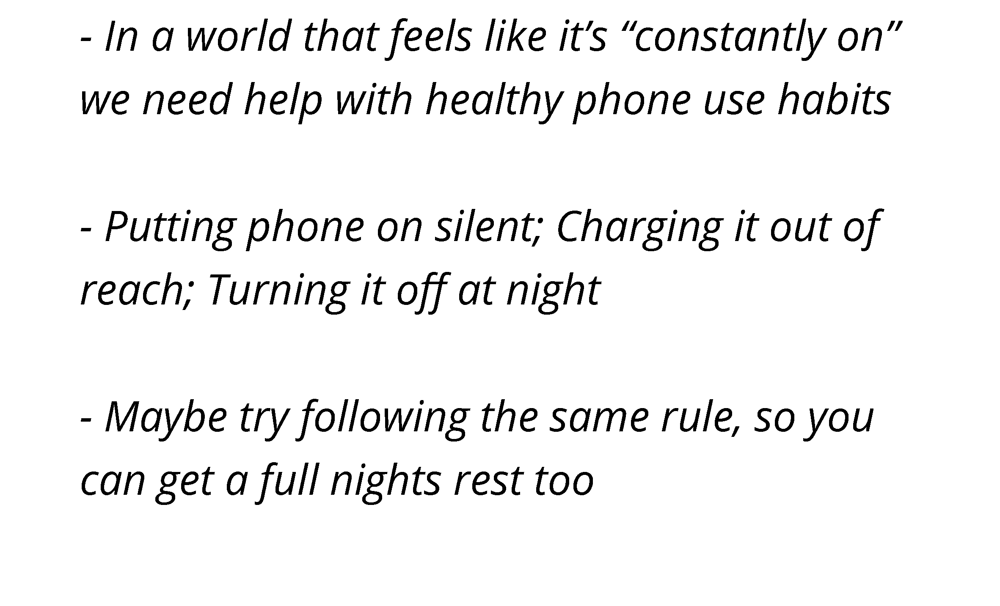 - In a world that feels like it’s “constantly on”
we need help with healthy phone use habits
- Putting phone on silent; Charging it out of
reach; Turning it off at night
- Maybe try following the same rule, so you
can get a full nights rest too